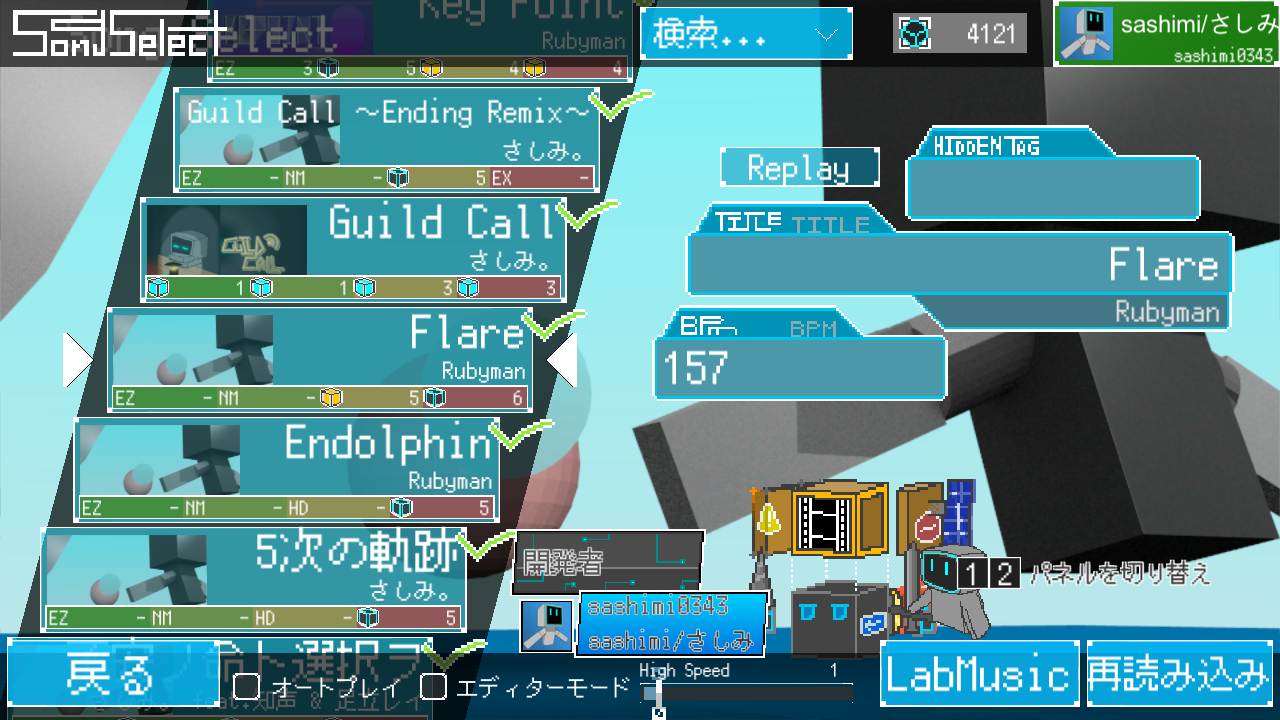 Song Select
Song Select
Key Point
Rubyman
EZ 3 5 4 4
検索...
4121
sashimi/さしみ
sashimi0343
Guild Call ～Ending Remix～
さしみ。
EZ - NM - 5 EX -
Guild Call
さしみ。
1 1 3 3
Flare
Rubyman
EZ - NM - 5 6
Endolphin
Rubyman
EZ - NM - HD - 5
5次の軌跡
さしみ。
EZ - NM - HD - 5
Replay
HIDDEN TAG
TITLE TITLE
Flare
Rubyman
BPM BPM
157
開発者
sashimi0343
sashimi/さしみ
1 2 パネルを切り替え
戻る
オートプレイ
エディターモード
High Speed 1
LabMusic
再読み込み